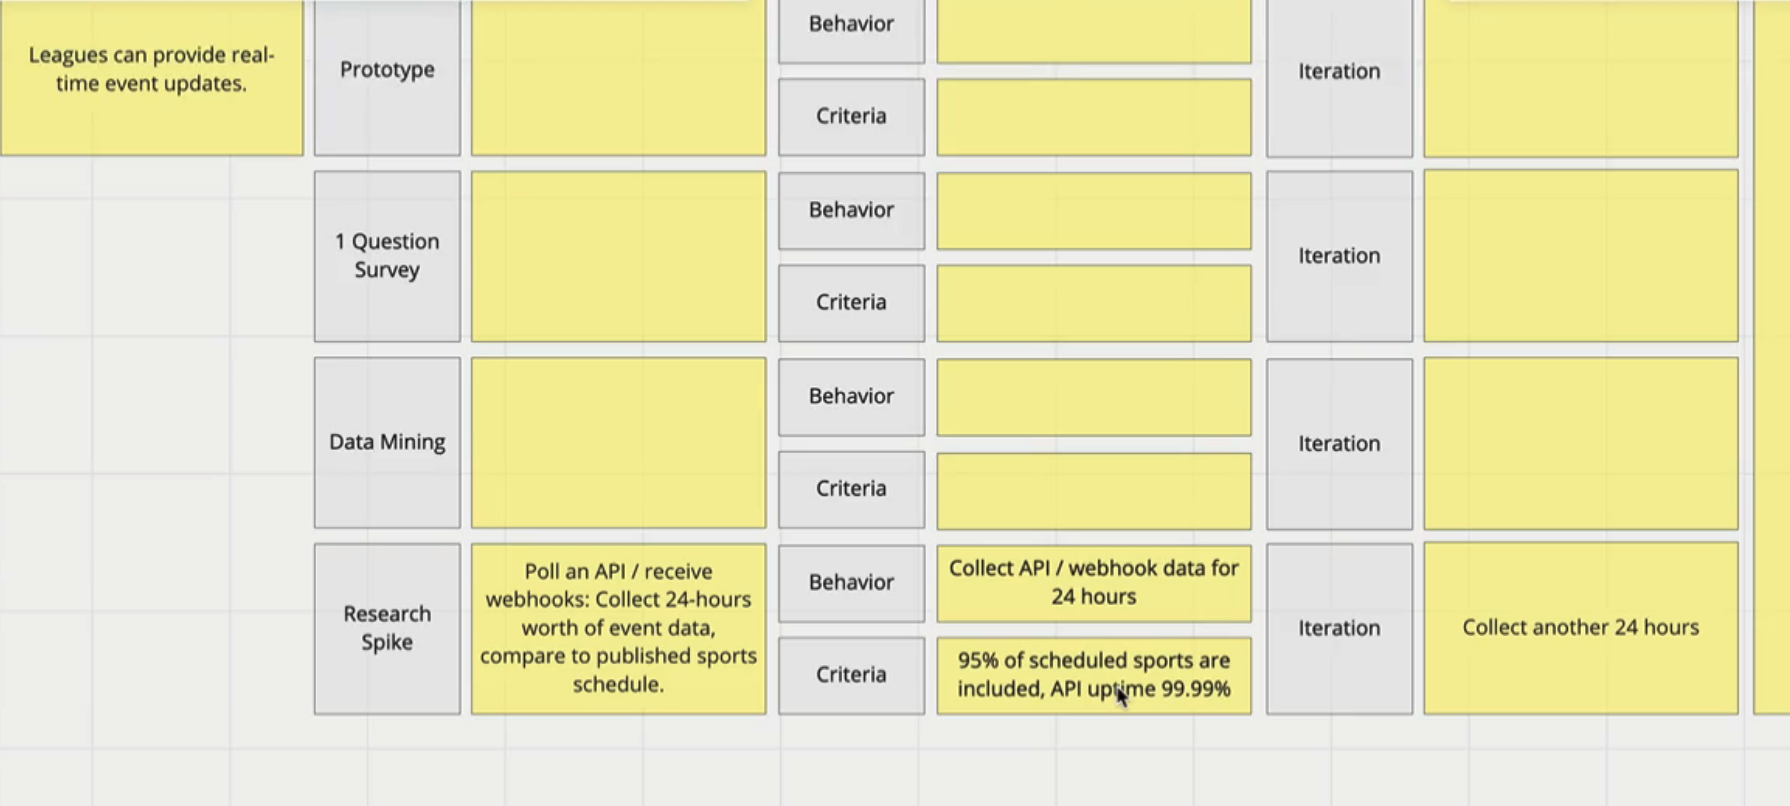 Leagues can provide real-
time event updates.
Prototype
Behavior
Criteria
Iteration
1 Question
Survey
Behavior
Criteria
Iteration
Data Mining
Behavior
Criteria
Iteration
Research
Spike
Poll an API / receive
webhooks: Collect 24-hours
worth of event data,
compare to published sports
schedule.
Behavior
Collect API / webhook data for
24 hours
Criteria
95% of scheduled sports are
included, API uptime 99.99%
Iteration
Collect another 24 hours